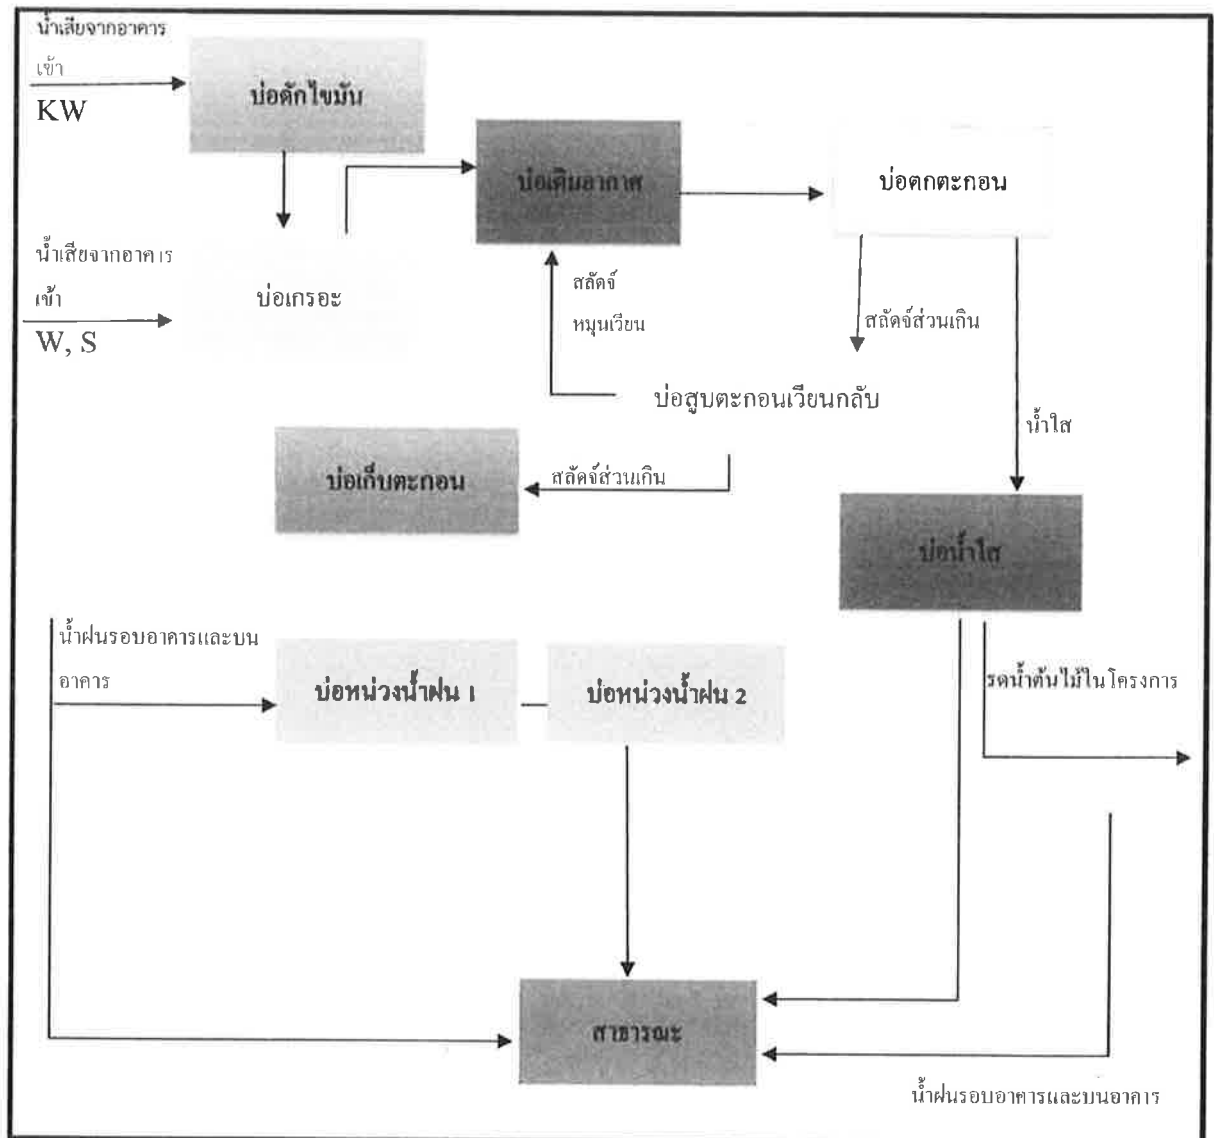 น้ำเสียจากอาคาร
เข้า
KW
บ่อดักไขมัน
บ่อเติมอากาศ
บ่อตกตะกอน
น้ำเสียจากอาคาร
เข้า
W, S
บ่อเกรอะ
สลัดจ์
หมุนเวียน
สลัดจ์ส่วนเกิน
บ่อสูบตะกอนเวียนกลับ
น้ำใส
บ่อเก็บตะกอน
สลัดจ์ส่วนเกิน
บ่อน้ำใส
น้ำฝนรอบอาคารและบน
อาคาร
บ่อหน่วงน้ำฝน 1
บ่อหน่วงน้ำฝน 2
รดน้ำต้นไม้ในโครงการ
สาธารณะ
น้ำฝนรอบอาคารและบนอาคาร